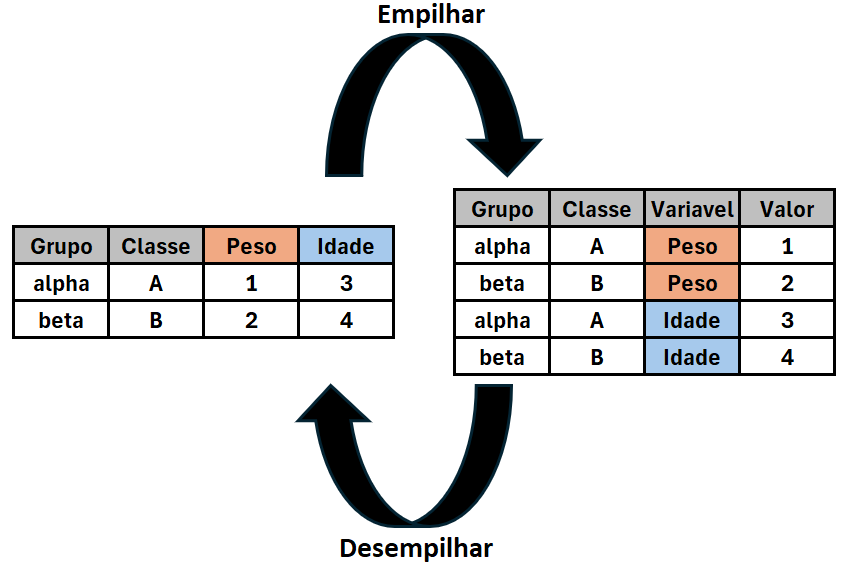 Empilhar
Grupo Classe Peso Idade
alpha A 1 3
beta B 2 4
Grupo Classe Variavel Valor
alpha A Peso 1
beta B Peso 2
alpha A Idade 3
beta B Idade 4
Desempilhar